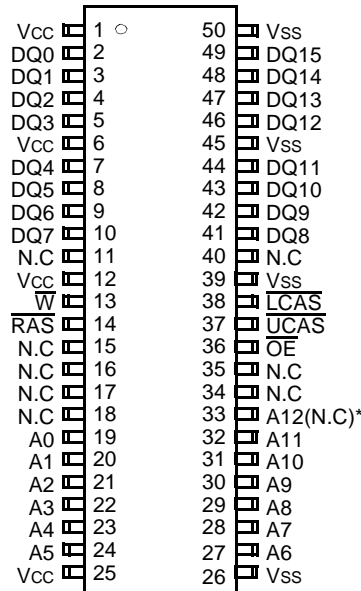 VCC 1 50 VSS
DQ0 2 49 DQ15
DQ1 3 48 DQ14
DQ2 4 47 DQ13
DQ3 5 46 DQ12
VCC 6 45 VSS
DQ4 7 44 DQ11
DQ5 8 43 DQ10
DQ6 9 42 DQ9
DQ7 10 41 DQ8
N.C 11 40 N.C
VCC 12 39 VSS
W̅ 13 38 L̅C̅A̅S̅
R̅A̅S̅ 14 37 U̅C̅A̅S̅
N.C 15 36 O̅E̅
N.C 16 35 N.C
N.C 17 34 N.C
N.C 18 33 A12(N.C)*
A0 19 32 A11
A1 20 31 A10
A2 21 30 A9
A3 22 29 A8
A4 23 28 A7
A5 24 27 A6
VCC 25 26 VSS